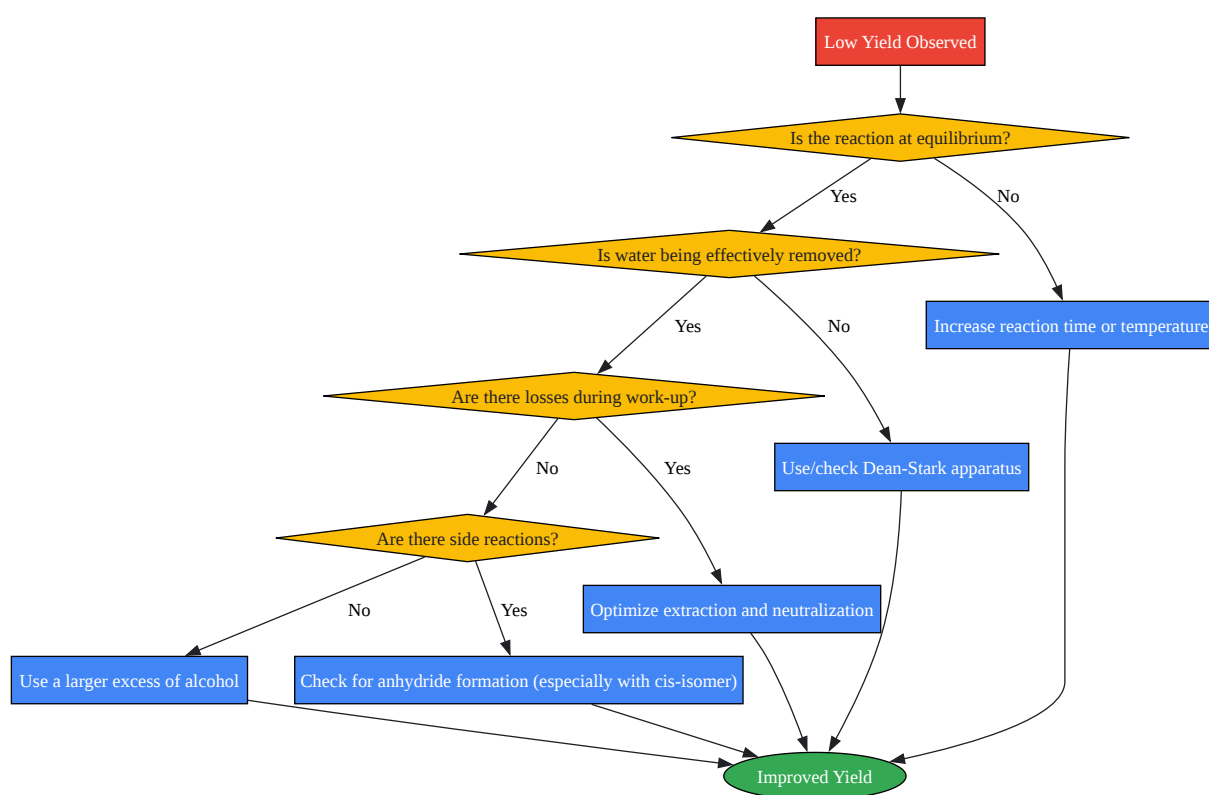 Low Yield Observed
Is the reaction at equilibrium?
Yes
No
Is water being effectively removed?
Increase reaction time or temperature
Yes
No
Are there losses during work-up?
Use/check Dean-Stark apparatus
No
Yes
Are there side reactions?
Optimize extraction and neutralization
No
Yes
Use a larger excess of alcohol
Check for anhydride formation (especially with cis-isomer)
Improved Yield